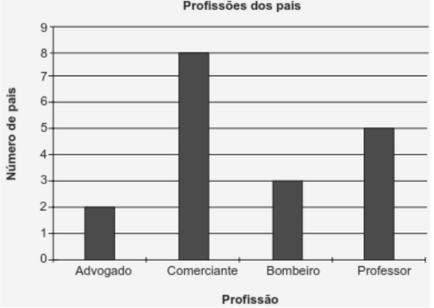 Profissões dos pais
Número de pais
9
8
7
6
5
4
3
2
1
0
Advogado Comerciante Bombeiro Professor
Profissão